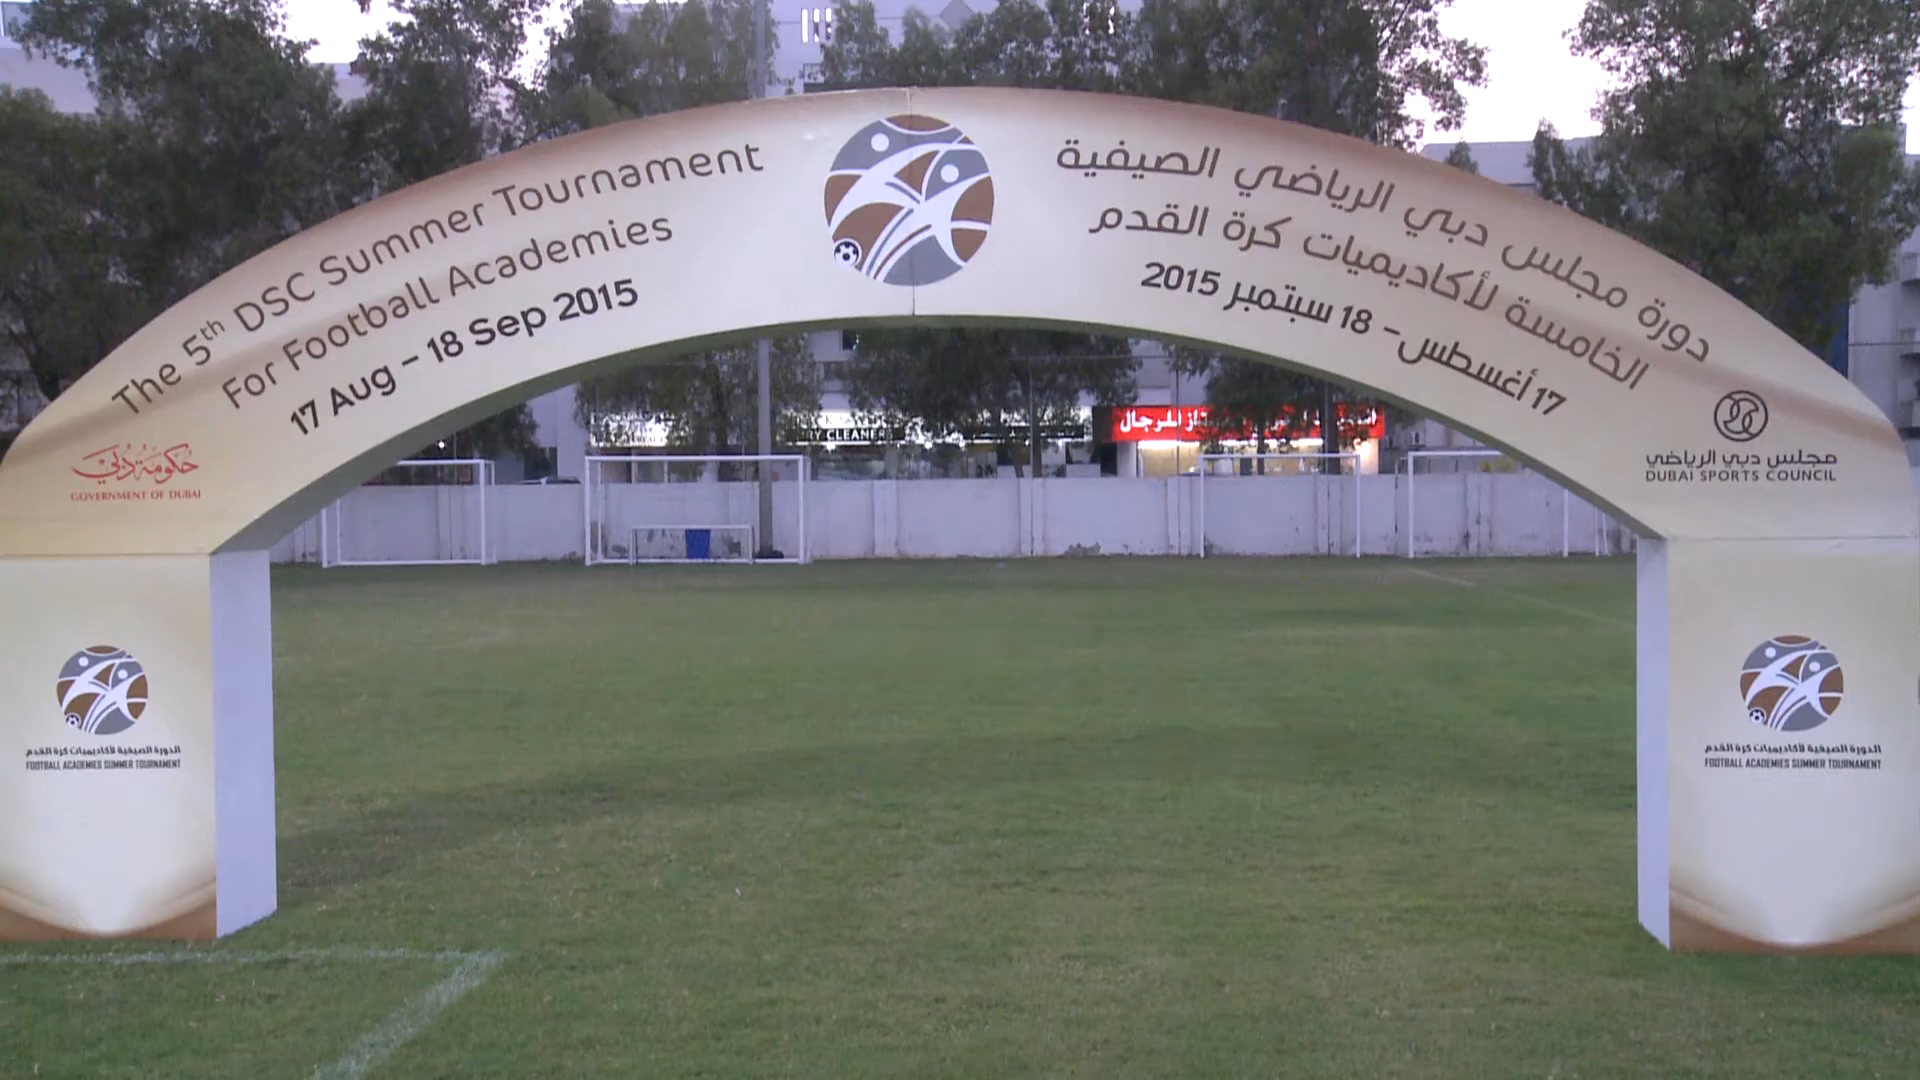 The 5th DSC Summer Tournament
For Football Academies
17 Aug – 18 Sep 2015
دورة مجلس دبي الرياضي الصيفية
الخامسة لأكاديميات كرة القدم
17 أغسطس – 18 سبتمبر 2015
حكومة دبي
GOVERNMENT OF DUBAI
مجلس دبي الرياضي
DUBAI SPORTS COUNCIL
CLEANERS
للرجال
الدورة الصيفية لأكاديميات كرة القدم
FOOTBALL ACADEMIES SUMMER TOURNAMENT
الدورة الصيفية لأكاديميات كرة القدم
FOOTBALL ACADEMIES SUMMER TOURNAMENT